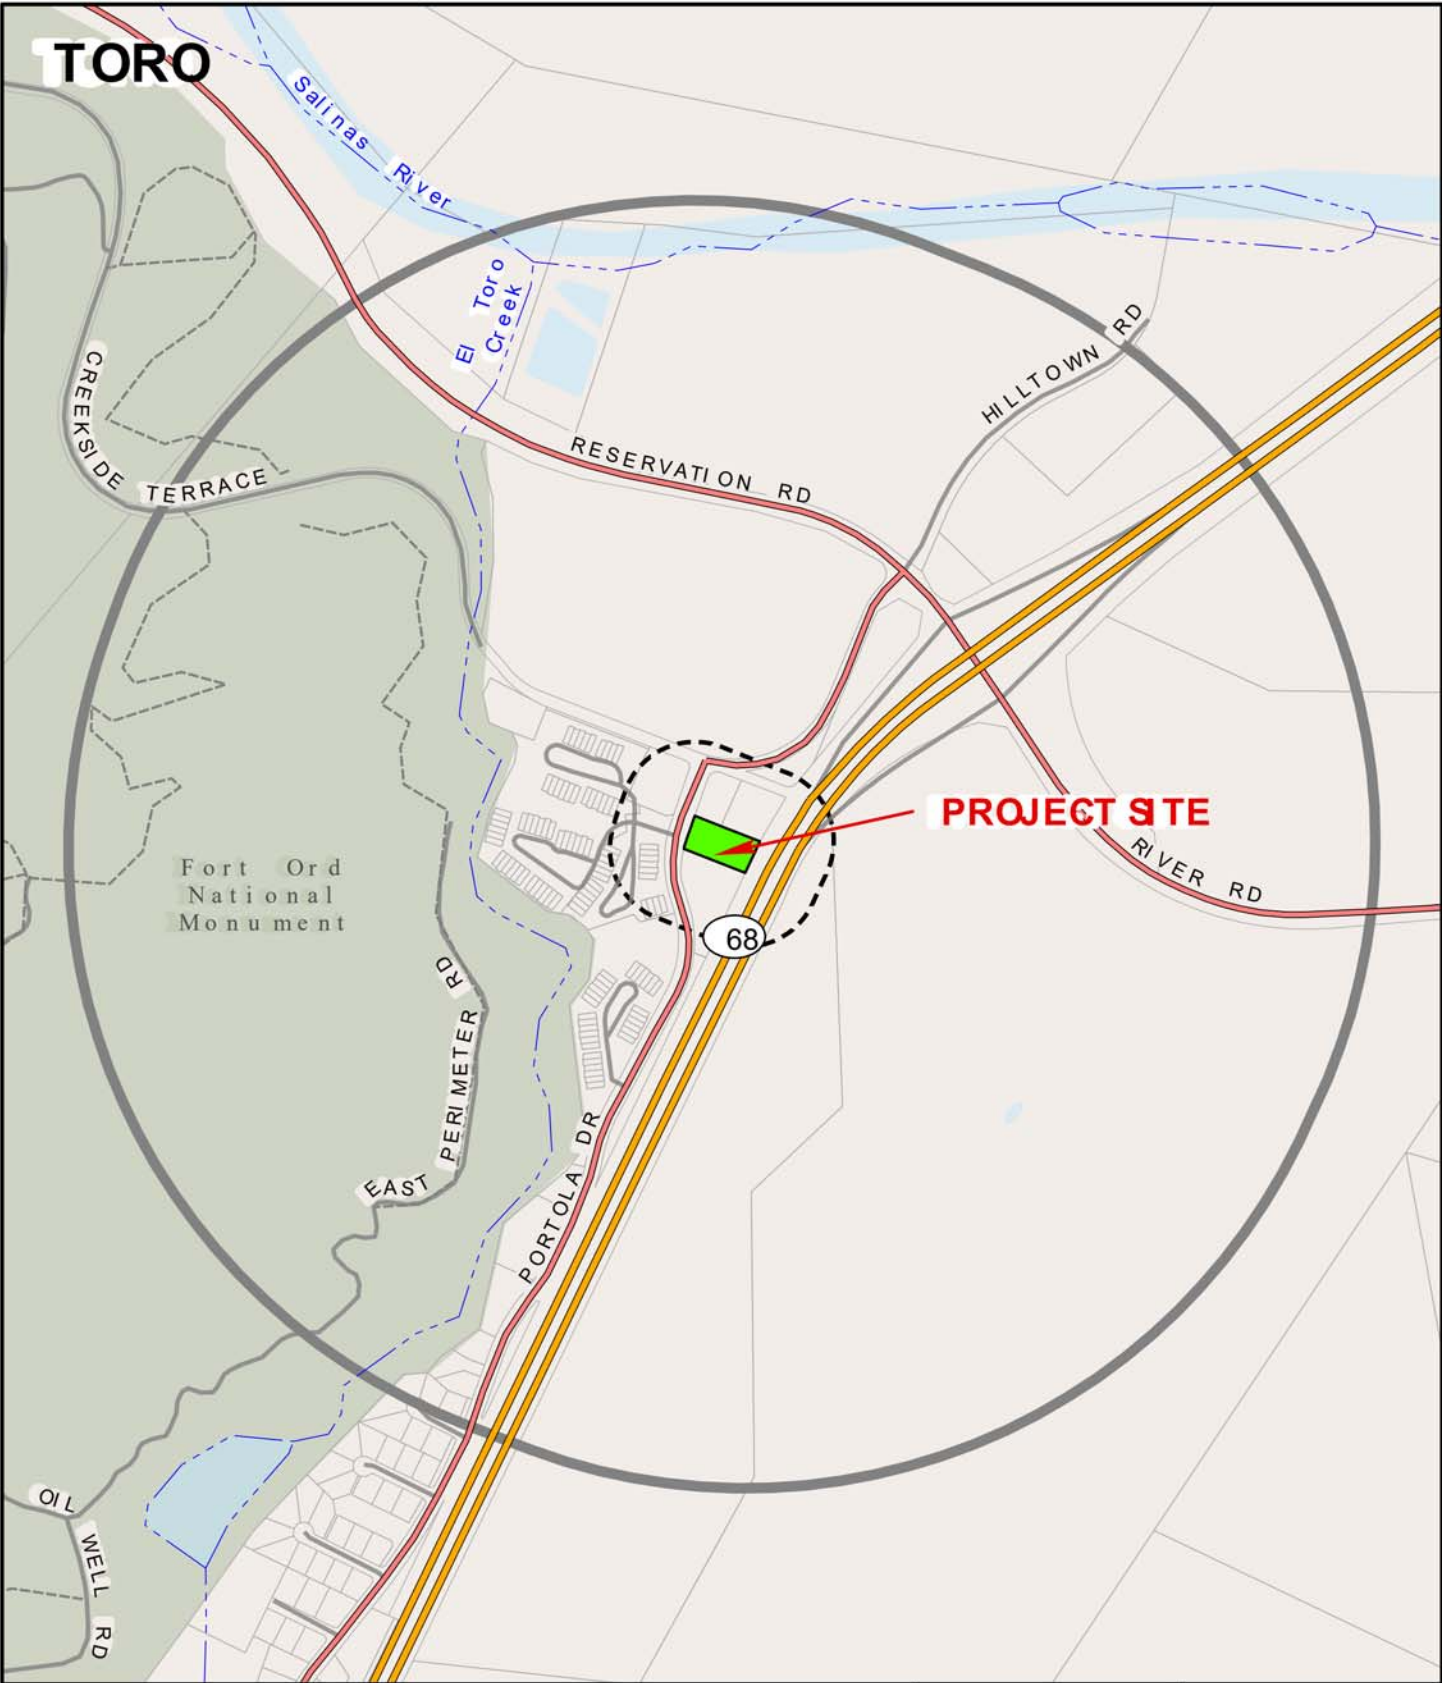 TORO
Salinas River
El Toro
Creek
HILLTOWN RD
CREEKSIDE TERRACE
RESERVATION RD
PROJECT SITE
RIVER RD
Fort Ord
National
Monument
68
EAST PERIMETER RD
PORTOLA DR
OIL WELL RD